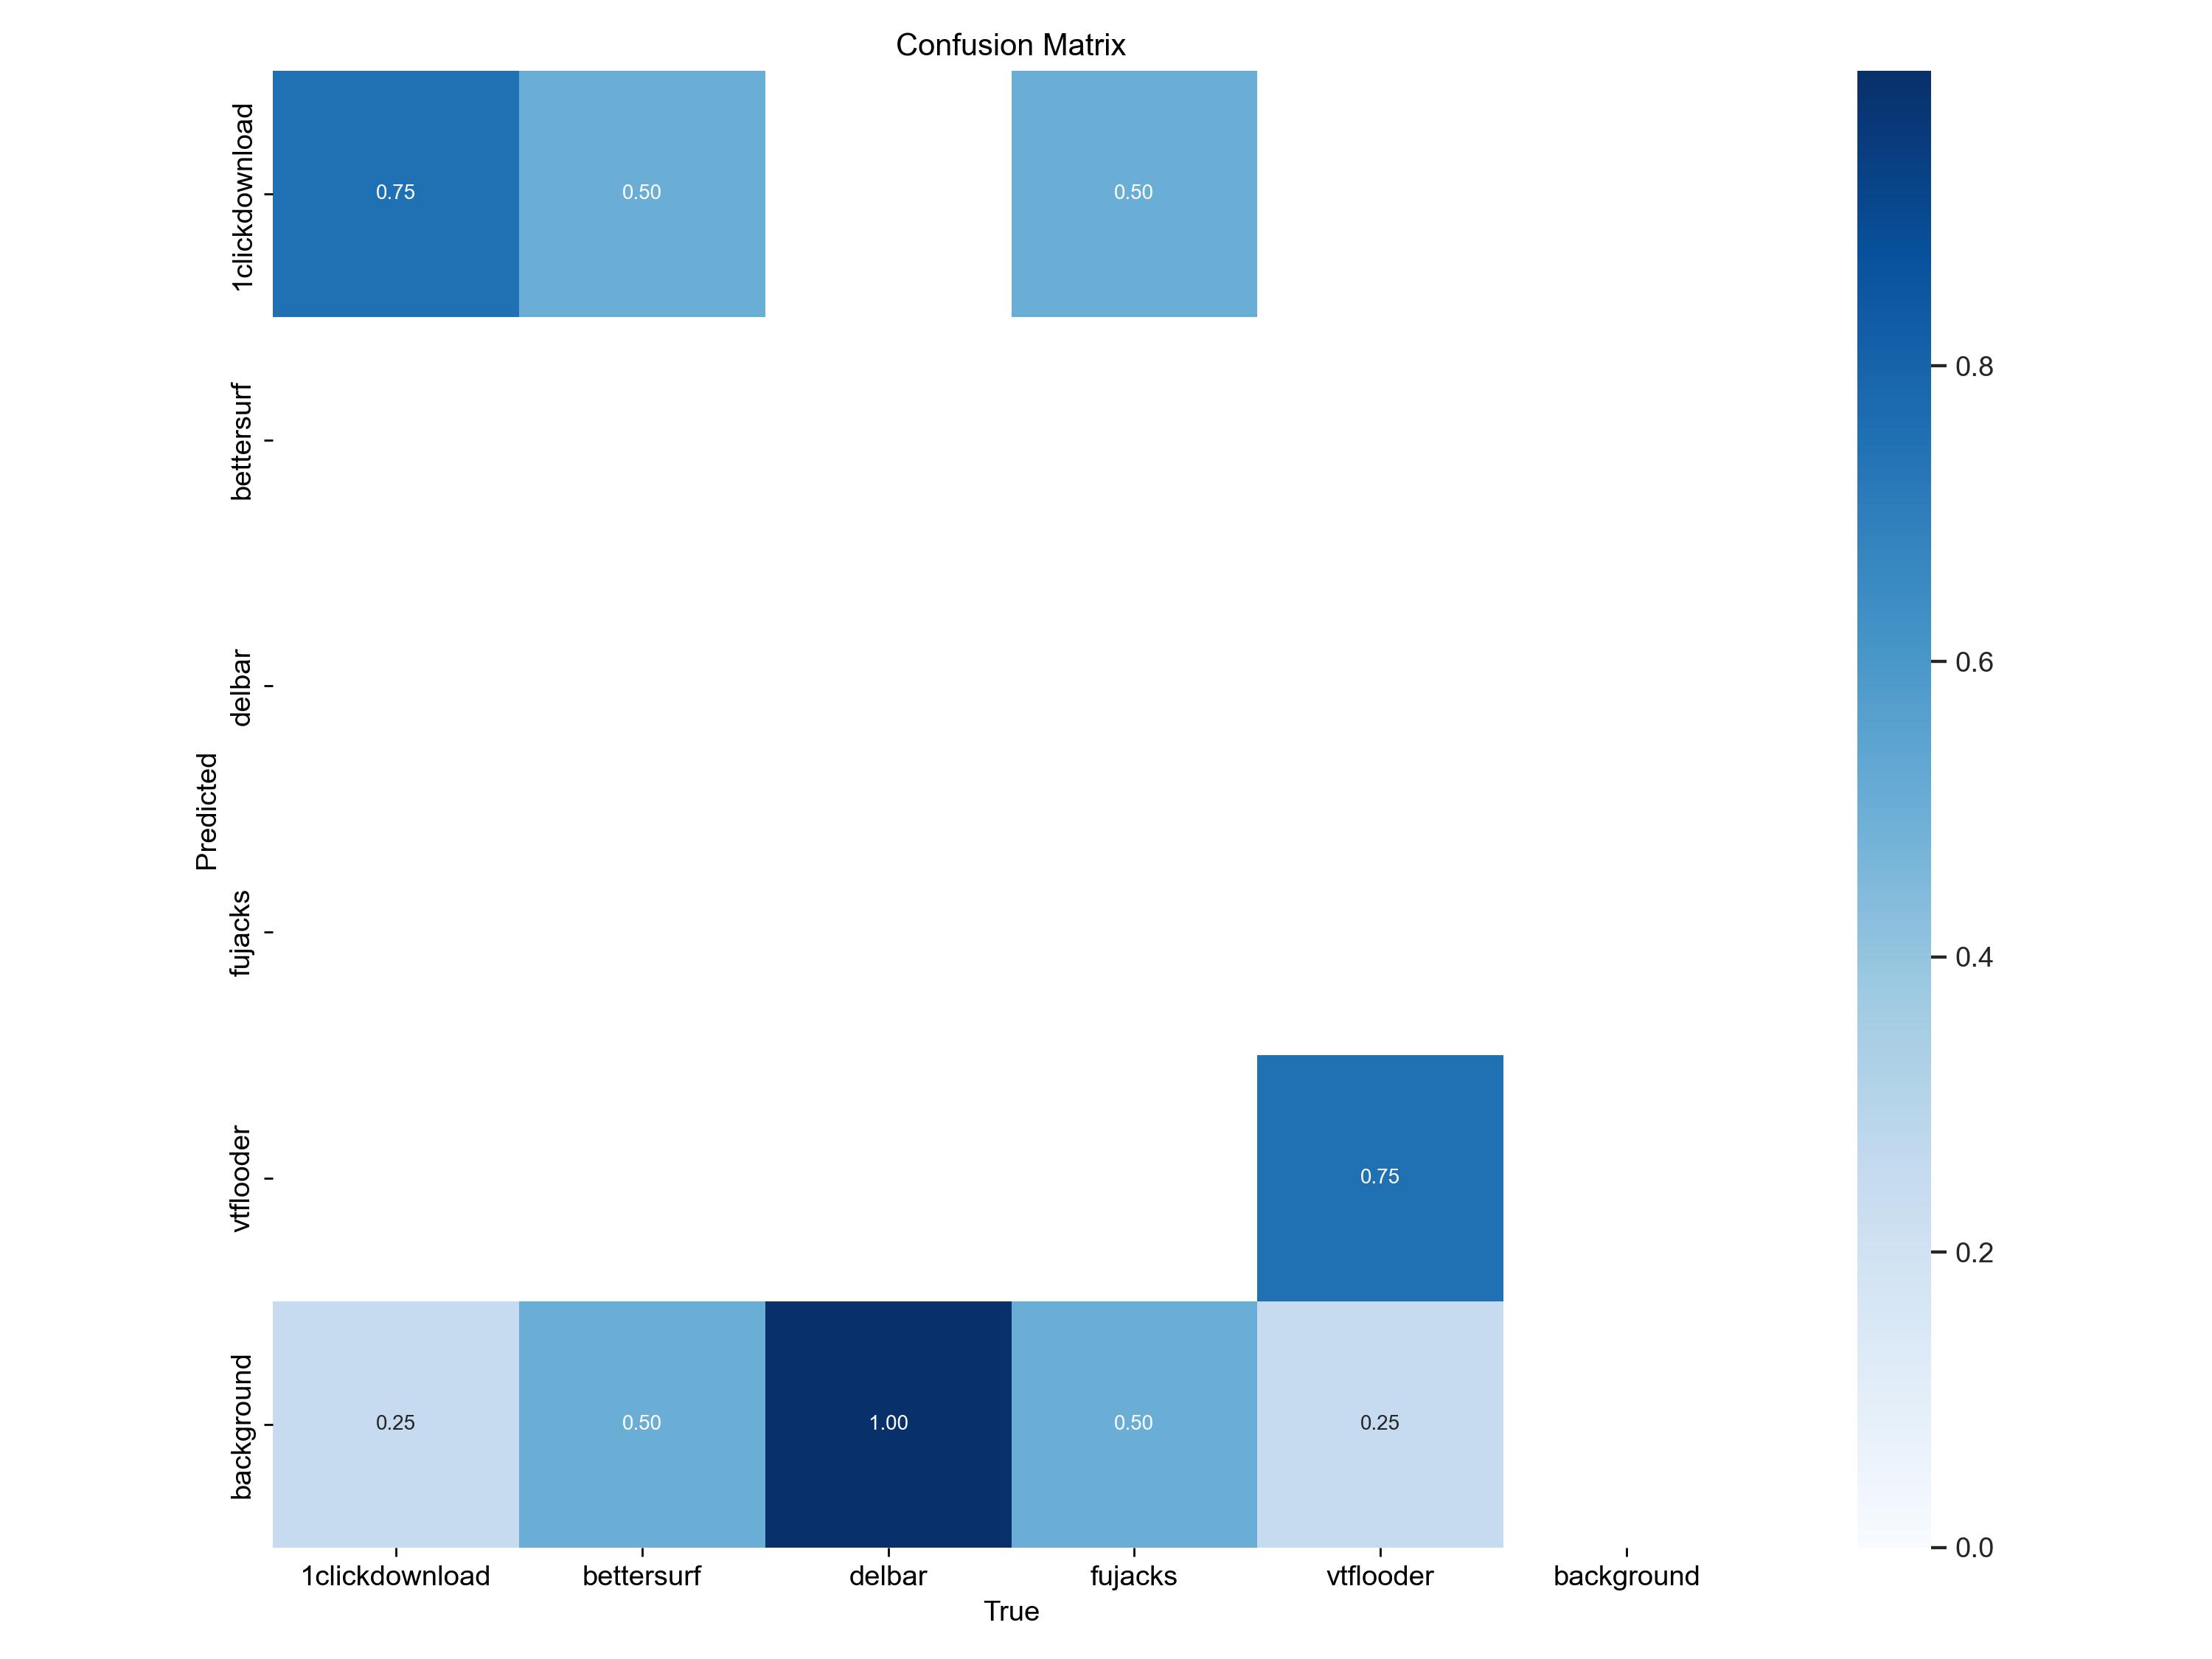 Confusion Matrix
1clickdownload
0.75 0.50 0.50
bettersurf
delbar
fujacks
vtflooder
0.75
background
0.25 0.50 1.00 0.50 0.25
Predicted
1clickdownload bettersurf delbar fujacks vtflooder background
True
0.8
0.6
0.4
0.2
0.0